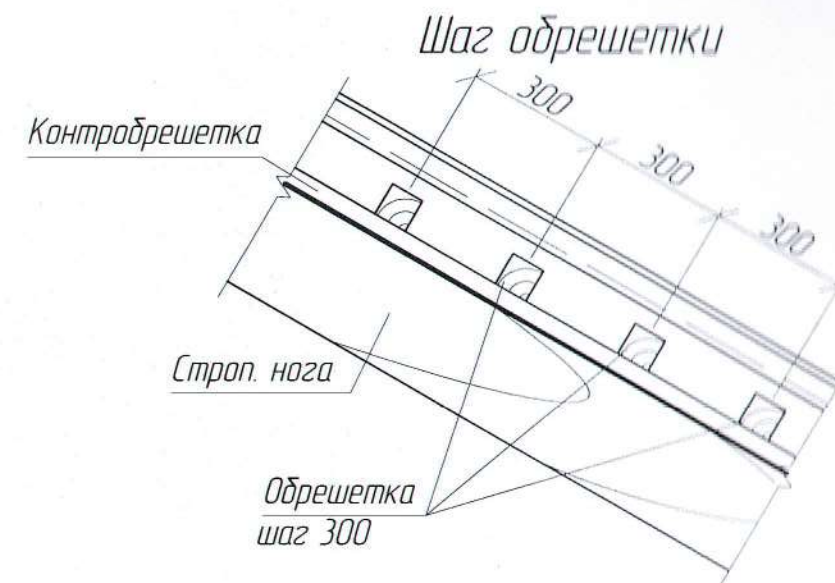 Шаг обрешетки
300
300
300
Контробрешетка
Строп. нога
Обрешетка
шаг 300